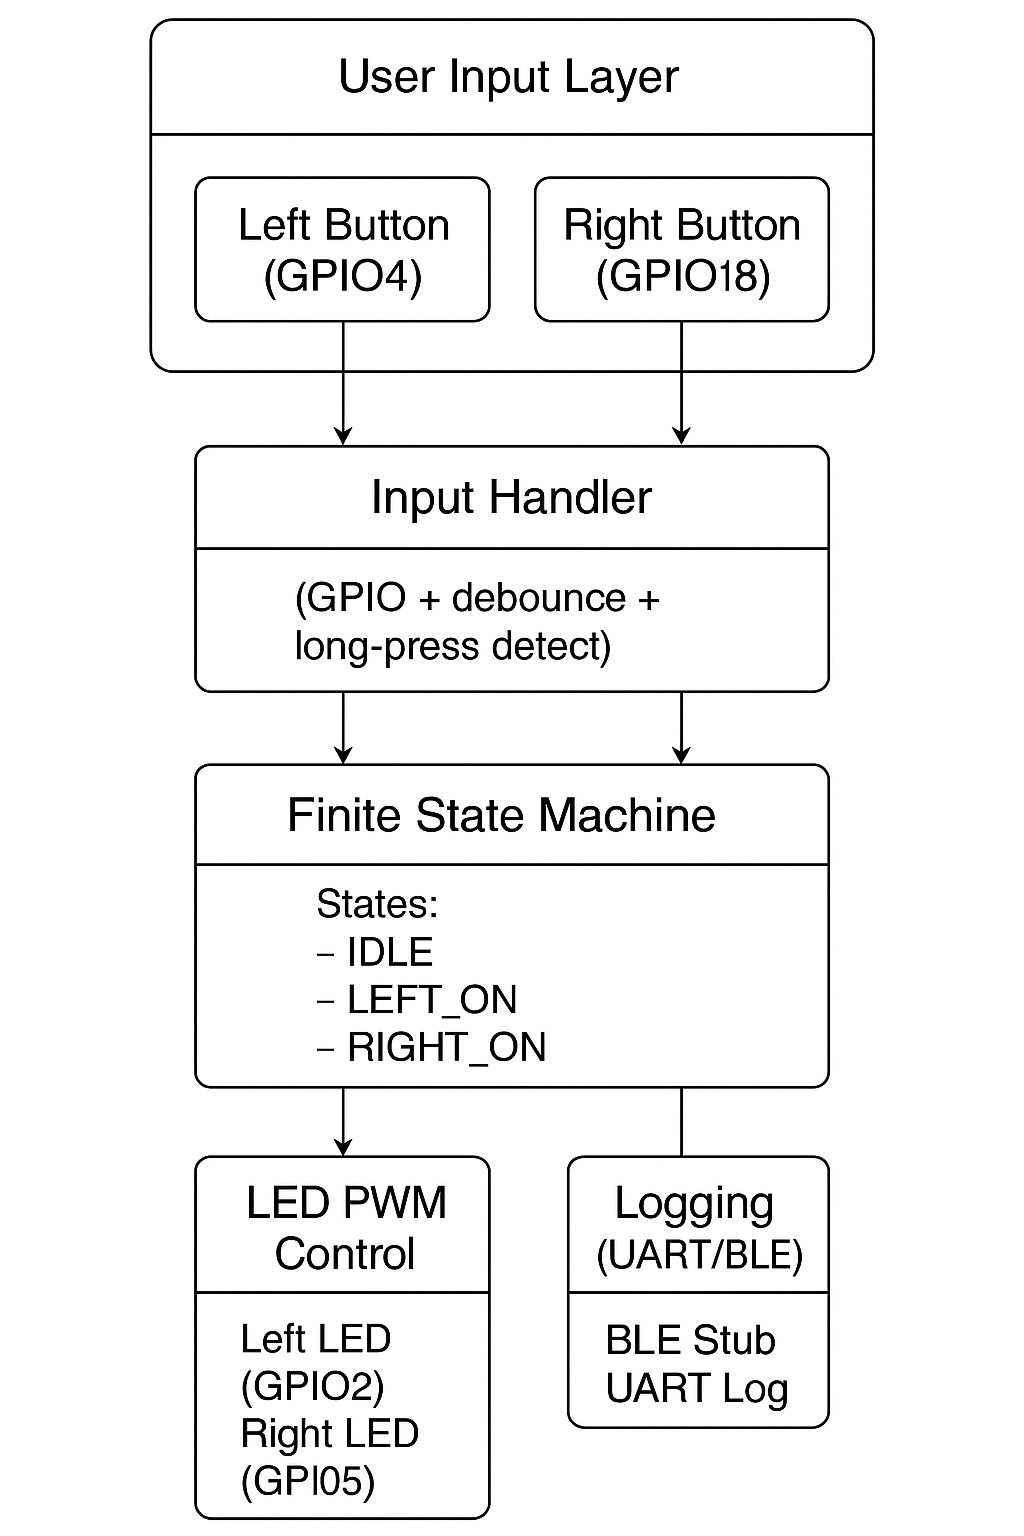 User Input Layer
Left Button
(GPIO4)
Right Button
(GPIO18)
Input Handler
(GPIO + debounce +
long-press detect)
Finite State Machine
States:
– IDLE
– LEFT_ON
– RIGHT_ON
LED PWM
Control
Left LED
(GPIO2)
Right LED
(GPI05)
Logging
(UART/BLE)
BLE Stub
UART Log